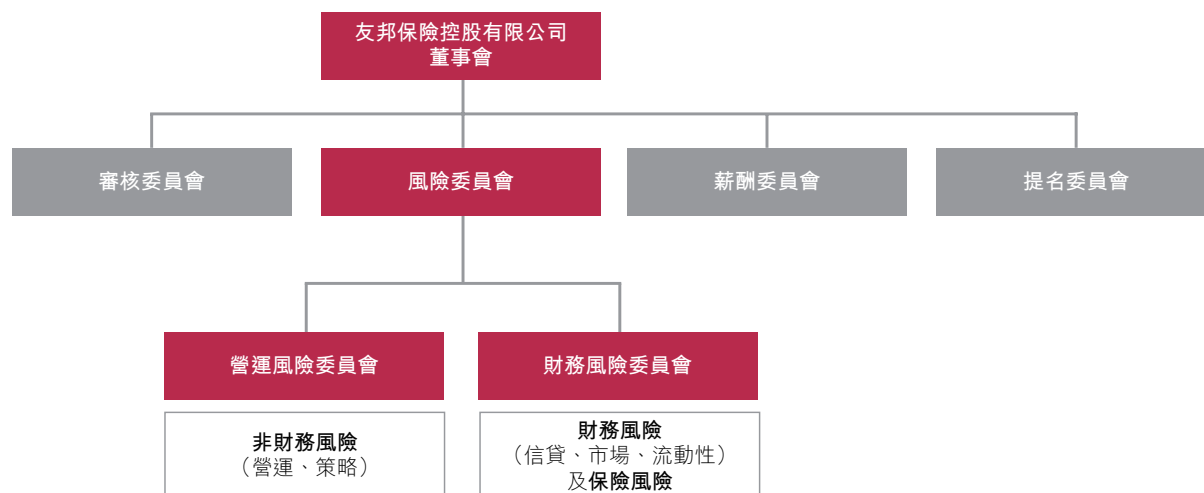 友邦保險控股有限公司
董事會
審核委員會
風險委員會
薪酬委員會
提名委員會
營運風險委員會
財務風險委員會
非財務風險
（營運、策略）
財務風險
（信貸、市場、流動性）
及保險風險